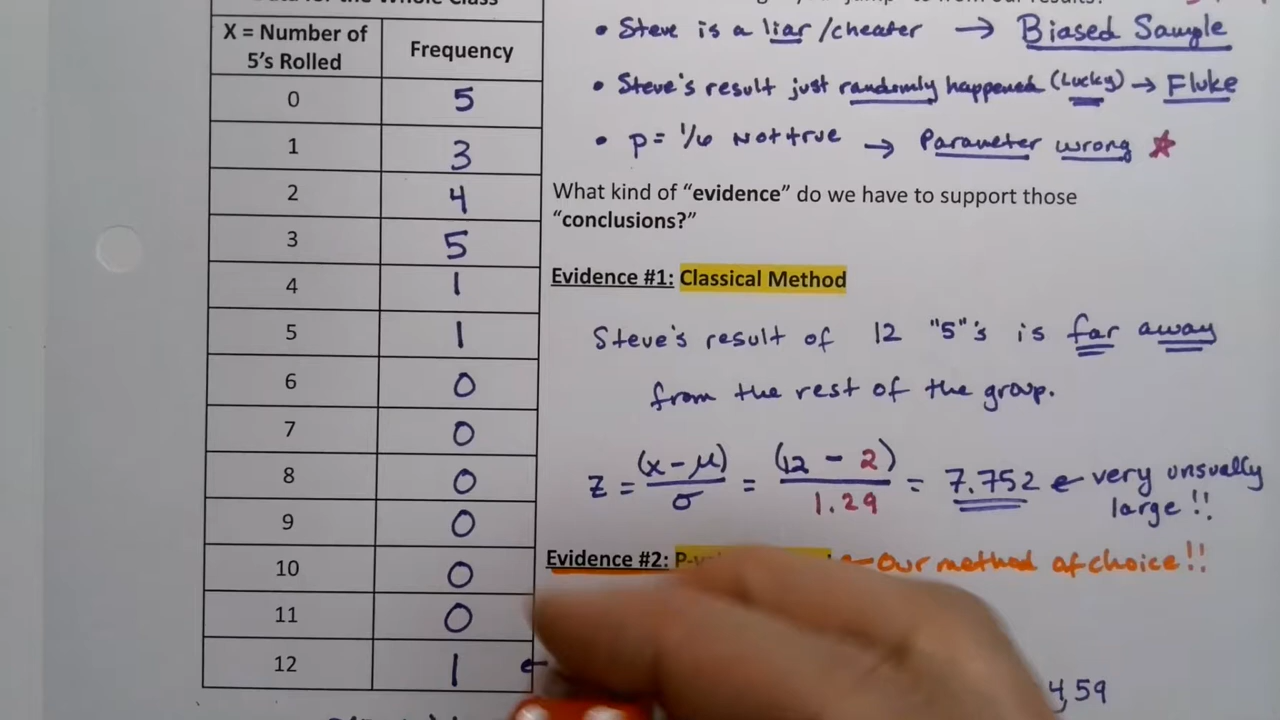 X = Number of
5's Rolled
Frequency
0 5
1 3
2 4
3 5
4 1
5 1
6 0
7 0
8 0
9 0
10 0
11 0
12 1
• Steve is a liar/cheater → Biased Sample
• Steve's result just randomly happened (Lucky) → Fluke
• p = 1/6 Not true → Parameter wrong
What kind of "evidence" do we have to support those
"conclusions?"
Evidence #1: Classical Method
Steve's result of 12 "5"'s is far away
from the rest of the group.
z = (x - μ) / σ = (12 - 2) / 1.29 = 7.752 ← very unsually
large!!
Evidence #2: ← Our method of choice!!
4,59